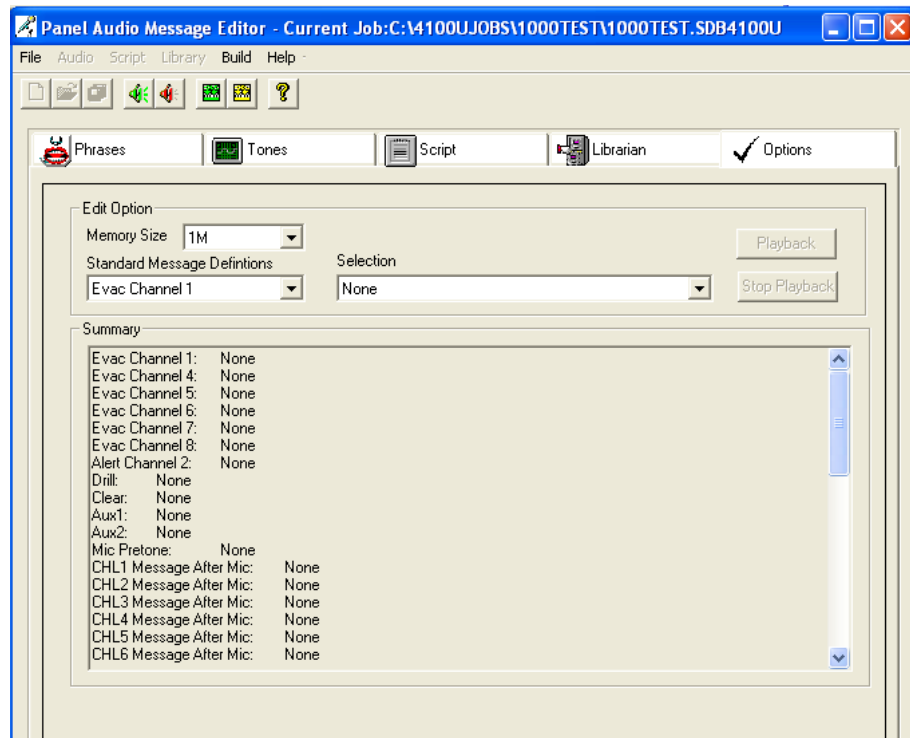 Panel Audio Message Editor - Current Job:C:\4100UJOBS\1000TEST\1000TEST.SDB4100U
File Audio Script Library Build Help
Phrases Tones Script Librarian Options
Edit Option
Memory Size 1M
Playback
Standard Message Defintions Selection
Evac Channel 1 None Stop Playback
Summary
Evac Channel 1: None
Evac Channel 4: None
Evac Channel 5: None
Evac Channel 6: None
Evac Channel 7: None
Evac Channel 8: None
Alert Channel 2: None
Drill: None
Clear: None
Aux1: None
Aux2: None
Mic Pretone: None
CHL1 Message After Mic: None
CHL2 Message After Mic: None
CHL3 Message After Mic: None
CHL4 Message After Mic: None
CHL5 Message After Mic: None
CHL6 Message After Mic: None